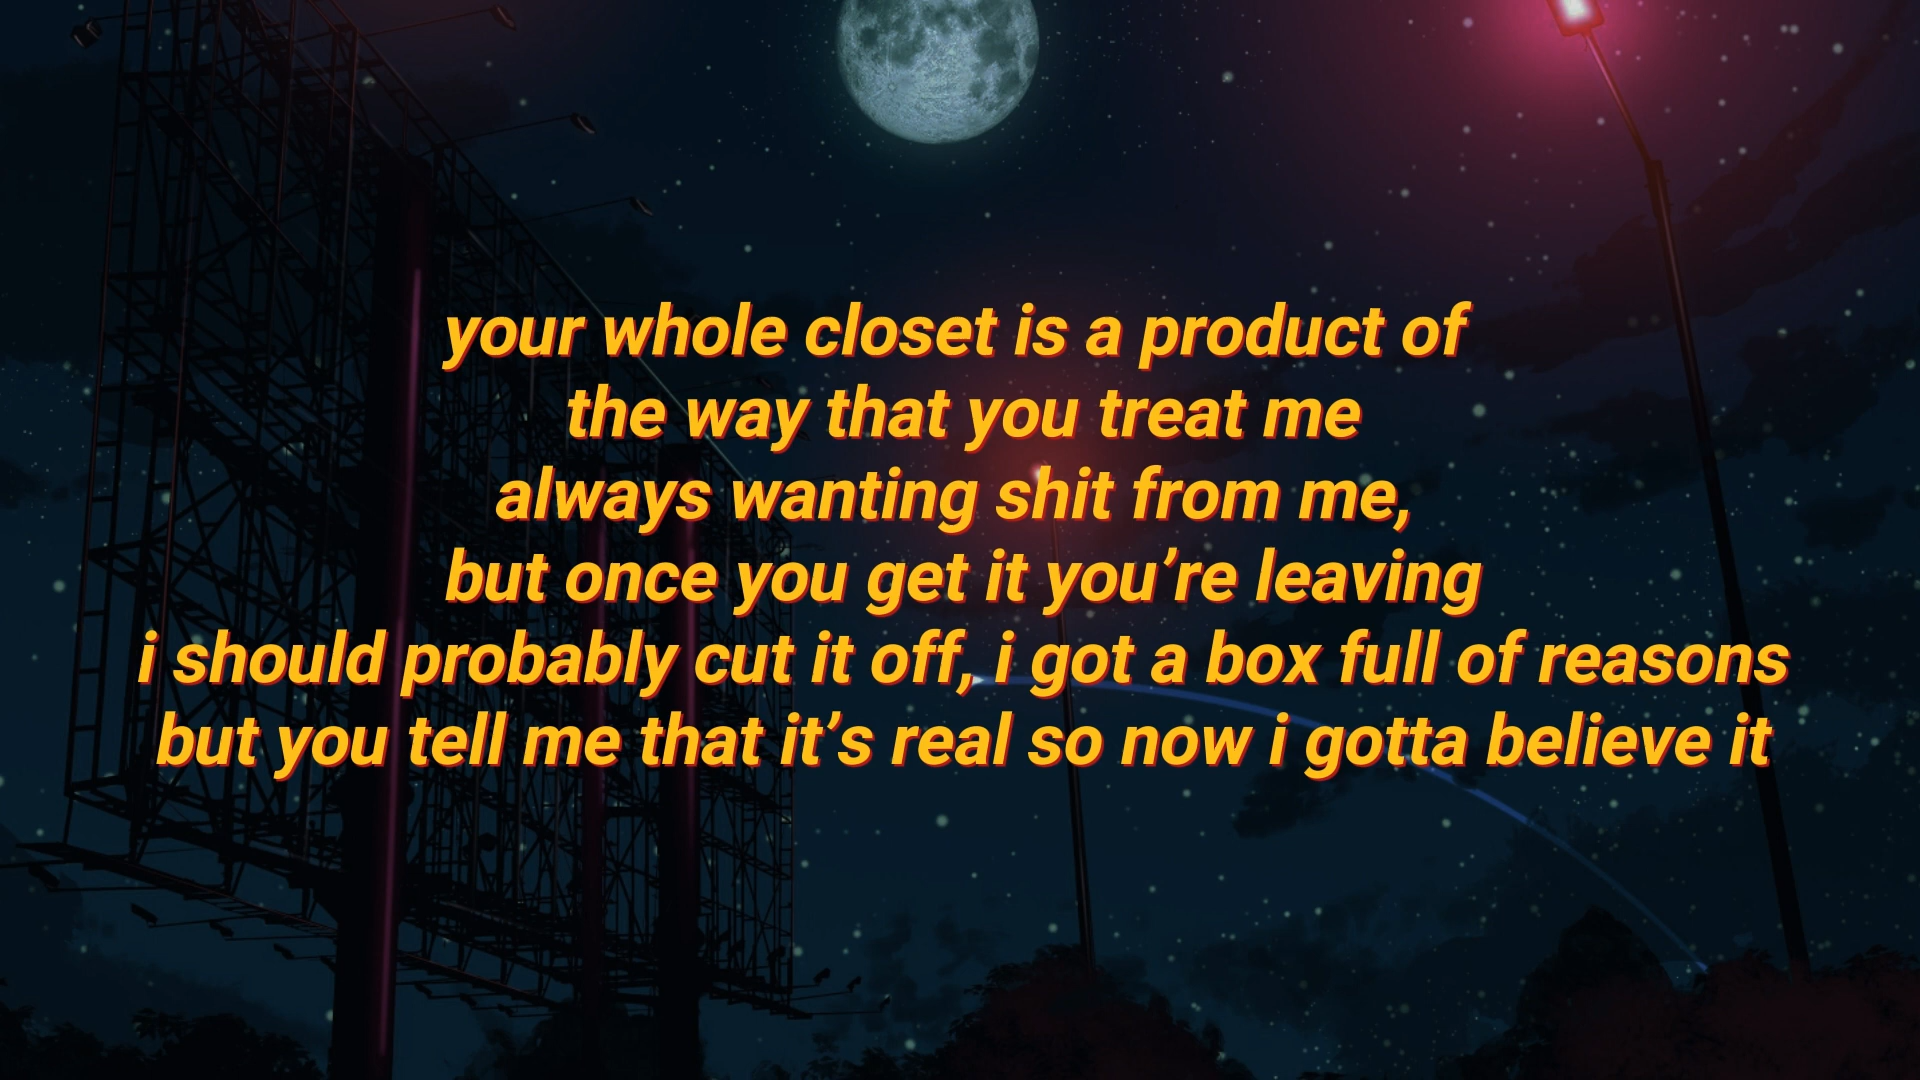 your whole closet is a product of
the way that you treat me
always wanting shit from me,
but once you get it you’re leaving
i should probably cut it off, i got a box full of reasons
but you tell me that it’s real so now i gotta believe it